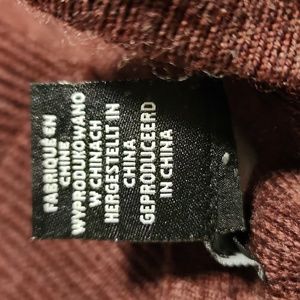 FABRIQUÉ EN
CHINE
WYPRODUKOWANO
W CHINACH
HERGESTELLT IN
CHINA
GEPRODUCEERD
IN CHINA